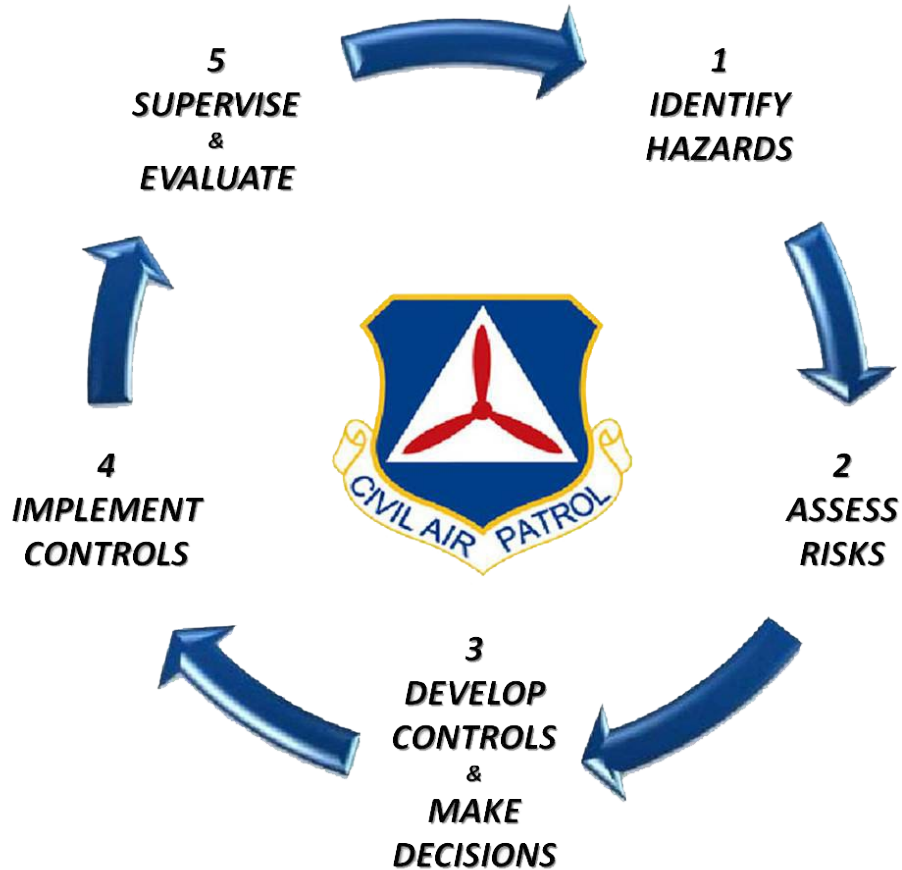 1
IDENTIFY
HAZARDS
2
ASSESS
RISKS
3
DEVELOP
CONTROLS
&
MAKE
DECISIONS
4
IMPLEMENT
CONTROLS
5
SUPERVISE
&
EVALUATE
CIVIL AIR PATROL